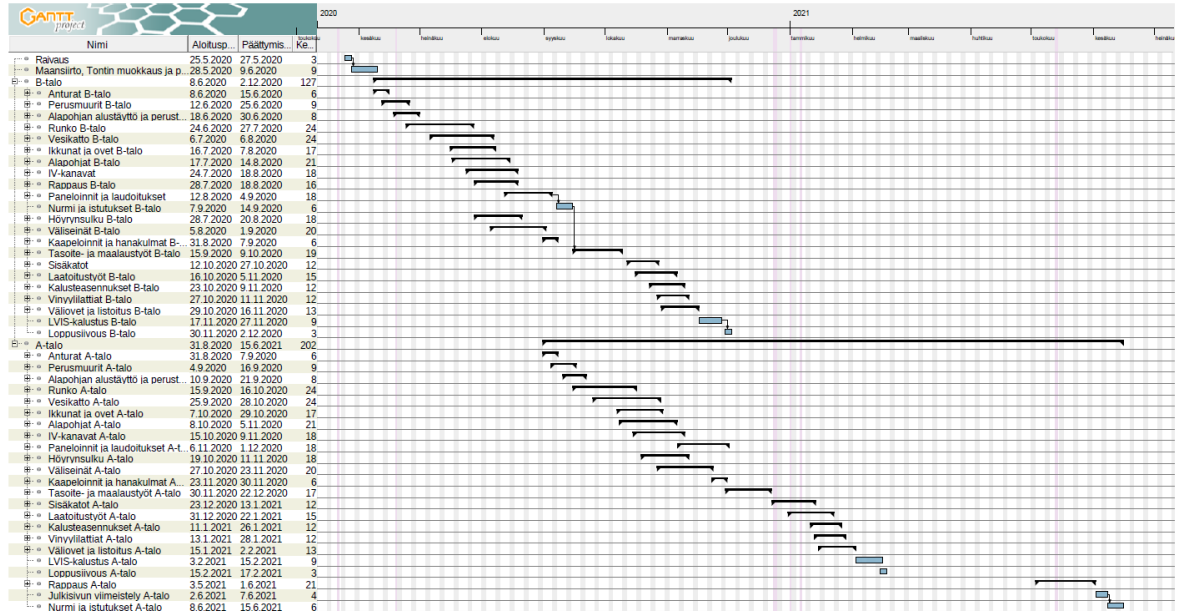 GANTT project
2020 2021
Nimi Aloitusp... Päättymis... Ke... toukokuu kesäkuu heinäkuu elokuu syyskuu lokakuu marraskuu joulukuu tammikuu helmikuu maaliskuu huhtikuu toukokuu kesäkuu heinäkuu
Raivaus 25.5.2020 27.5.2020 3
Maansiirto, Tontin muokkaus ja p... 28.5.2020 9.6.2020 9
B-talo 8.6.2020 2.12.2020 127
Anturat B-talo 8.6.2020 15.6.2020 6
Perusmuurit B-talo 12.6.2020 25.6.2020 9
Alapohjan alustäyttö ja perust... 18.6.2020 30.6.2020 8
Runko B-talo 24.6.2020 27.7.2020 24
Vesikatto B-talo 6.7.2020 6.8.2020 24
Ikkunat ja ovet B-talo 16.7.2020 7.8.2020 17
Alapohjat B-talo 17.7.2020 14.8.2020 21
IV-kanavat 24.7.2020 18.8.2020 18
Rappaus B-talo 28.7.2020 18.8.2020 16
Paneloinnit ja laudoitukset 12.8.2020 4.9.2020 18
Nurmi ja istutukset B-talo 7.9.2020 14.9.2020 6
Höyrynsulku B-talo 28.7.2020 20.8.2020 18
Väliseinät B-talo 5.8.2020 1.9.2020 20
Kaapeloinnit ja hanakulmat B-... 31.8.2020 7.9.2020 6
Tasoite- ja maalaustyöt B-talo 15.9.2020 9.10.2020 19
Sisäkatot 12.10.2020 27.10.2020 12
Laatoitustyöt B-talo 16.10.2020 5.11.2020 15
Kalusteasennukset B-talo 23.10.2020 9.11.2020 12
Vinyylilattiat B-talo 27.10.2020 11.11.2020 12
Väliovet ja listoitus B-talo 29.10.2020 16.11.2020 13
LVIS-kalustus B-talo 17.11.2020 27.11.2020 9
Loppusiivous B-talo 30.11.2020 2.12.2020 3
A-talo 31.8.2020 15.6.2021 202
Anturat A-talo 31.8.2020 7.9.2020 6
Perusmuurit A-talo 4.9.2020 16.9.2020 9
Alapohjan alustäyttö ja perust... 10.9.2020 21.9.2020 8
Runko A-talo 15.9.2020 16.10.2020 24
Vesikatto A-talo 25.9.2020 28.10.2020 24
Ikkunat ja ovet A-talo 7.10.2020 29.10.2020 17
Alapohjat A-talo 8.10.2020 5.11.2020 21
IV-kanavat A-talo 15.10.2020 9.11.2020 18
Paneloinnit ja laudoitukset A-t... 6.11.2020 1.12.2020 18
Höyrynsulku A-talo 19.10.2020 11.11.2020 18
Väliseinät A-talo 27.10.2020 23.11.2020 20
Kaapeloinnit ja hanakulmat A... 23.11.2020 30.11.2020 6
Tasoite- ja maalaustyöt A-talo 30.11.2020 22.12.2020 17
Sisäkatot A-talo 23.12.2020 13.1.2021 12
Laatoitustyöt A-talo 31.12.2020 22.1.2021 15
Kalusteasennukset A-talo 11.1.2021 26.1.2021 12
Vinyylilattiat A-talo 13.1.2021 28.1.2021 12
Väliovet ja listoitus A-talo 15.1.2021 2.2.2021 13
LVIS-kalustus A-talo 3.2.2021 15.2.2021 9
Loppusiivous A-talo 15.2.2021 17.2.2021 3
Rappaus A-talo 3.5.2021 1.6.2021 21
Julkisivun viimeistely A-talo 2.6.2021 7.6.2021 4
Nurmi ja istutukset A-talo 8.6.2021 15.6.2021 6